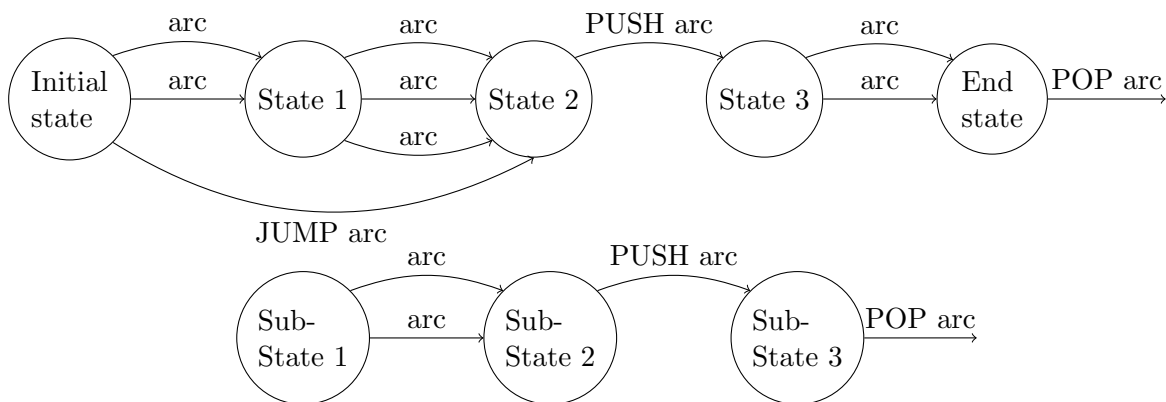 arc
arc
PUSH arc
arc
Initial
state
arc
State 1
arc
State 2
State 3
arc
End
state
POP arc
arc
JUMP arc
arc
PUSH arc
Sub-
State 1
arc
Sub-
State 2
Sub-
State 3
POP arc